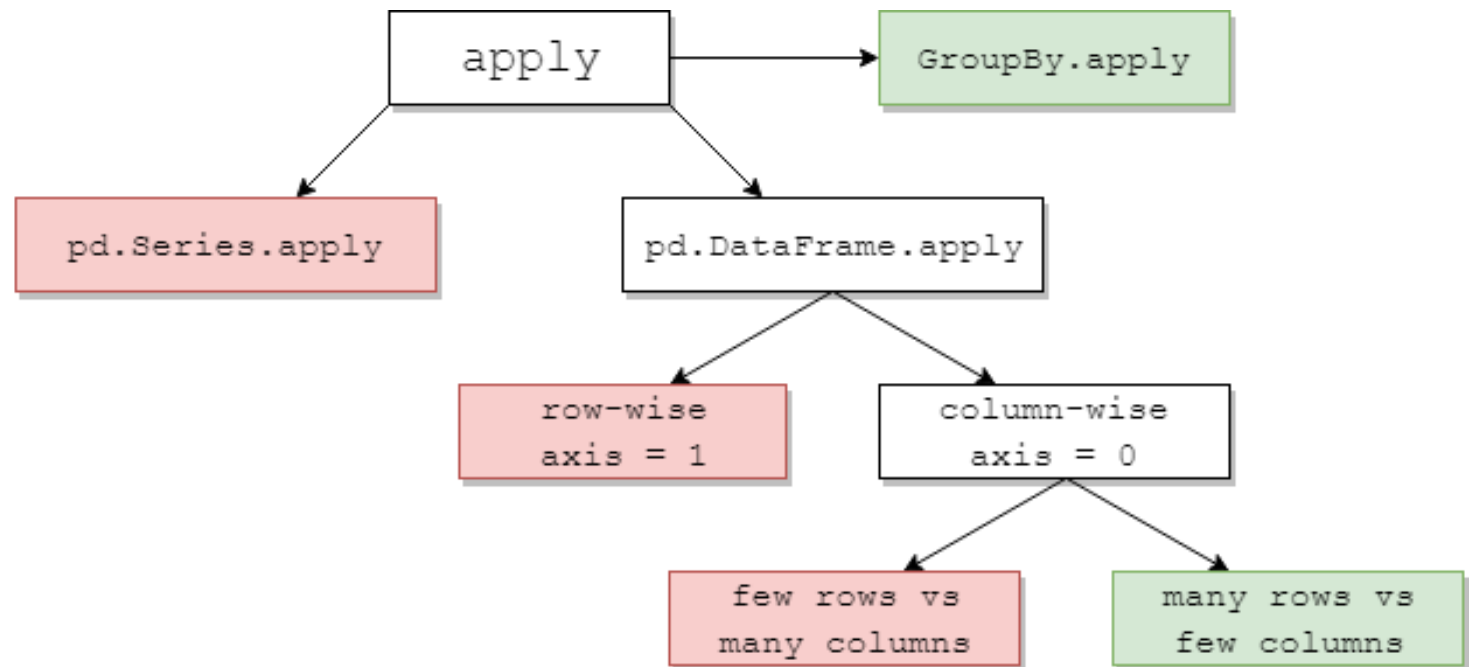 apply
GroupBy.apply
pd.Series.apply
pd.DataFrame.apply
row-wise
axis = 1
column-wise
axis = 0
few rows vs
many columns
many rows vs
few columns